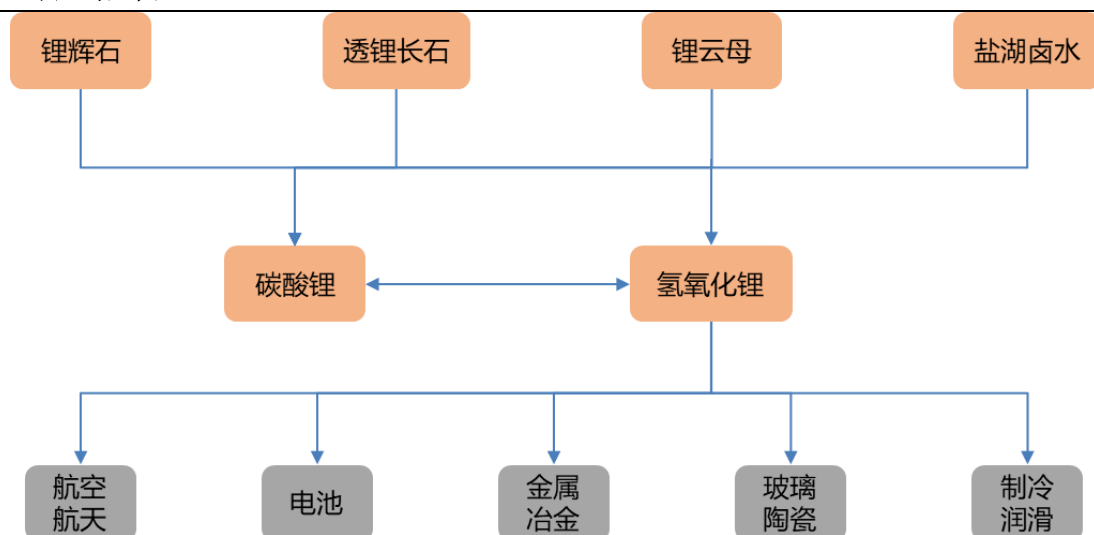 锂辉石
透锂长石
锂云母
盐湖卤水
碳酸锂
氢氧化锂
航空
航天
电池
金属
冶金
玻璃
陶瓷
制冷
润滑